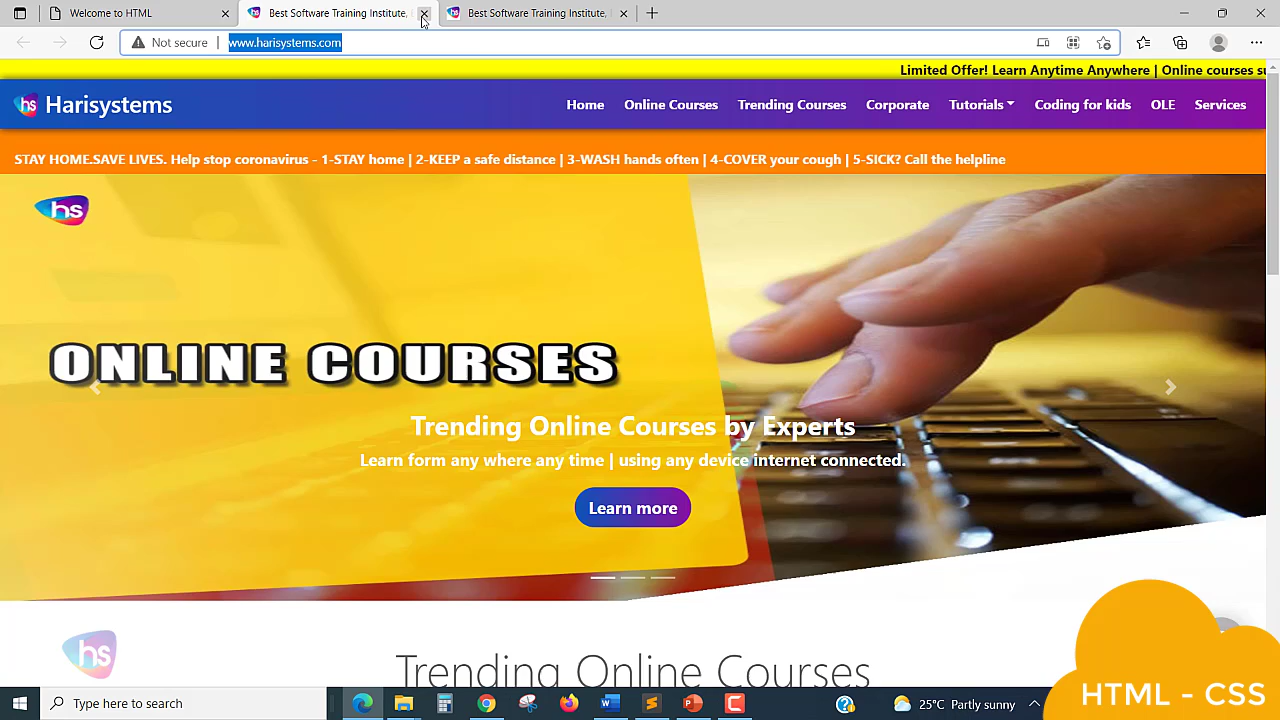 Welcome to HTML
Best Software Training Institute,
Best Software Training Institute,
Not secure
www.harisystems.com
Limited Offer! Learn Anytime Anywhere | Online courses su
hs Harisystems
Home
Online Courses
Trending Courses
Corporate
Tutorials
Coding for kids
OLE
Services
STAY HOME.SAVE LIVES. Help stop coronavirus - 1-STAY home | 2-KEEP a safe distance | 3-WASH hands often | 4-COVER your cough | 5-SICK? Call the helpline
hs
ONLINE COURSES
Trending Online Courses by Experts
Learn form any where any time | using any device internet connected.
Learn more
hs
Trending Online Courses
Type here to search
25°C Partly sunny
HTML - CSS